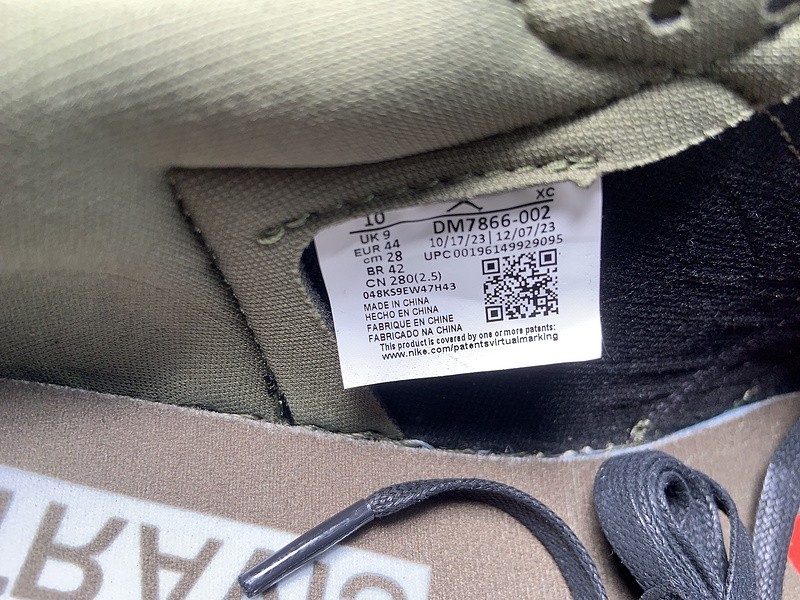 10
XC
UK 9
EUR 44
cm 28
BR 42
CN 280(2.5)
DM7866-002
10/17/23 | 12/07/23
UPC 00196149929095
048KS9EW47H43
MADE IN CHINA
HECHO EN CHINA
FABRIQUE EN CHINE
FABRICADO NA CHINA
This product is covered by one or more patents:
www.nike.com/patentsvirtualmarking